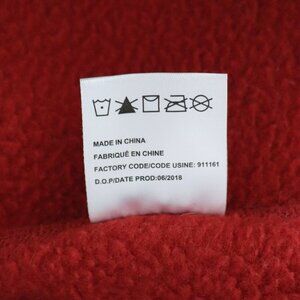 MADE IN CHINA
FABRIQUÉ EN CHINE
FACTORY CODE/CODE USINE: 911161
D.O.P/DATE PROD:06/2018